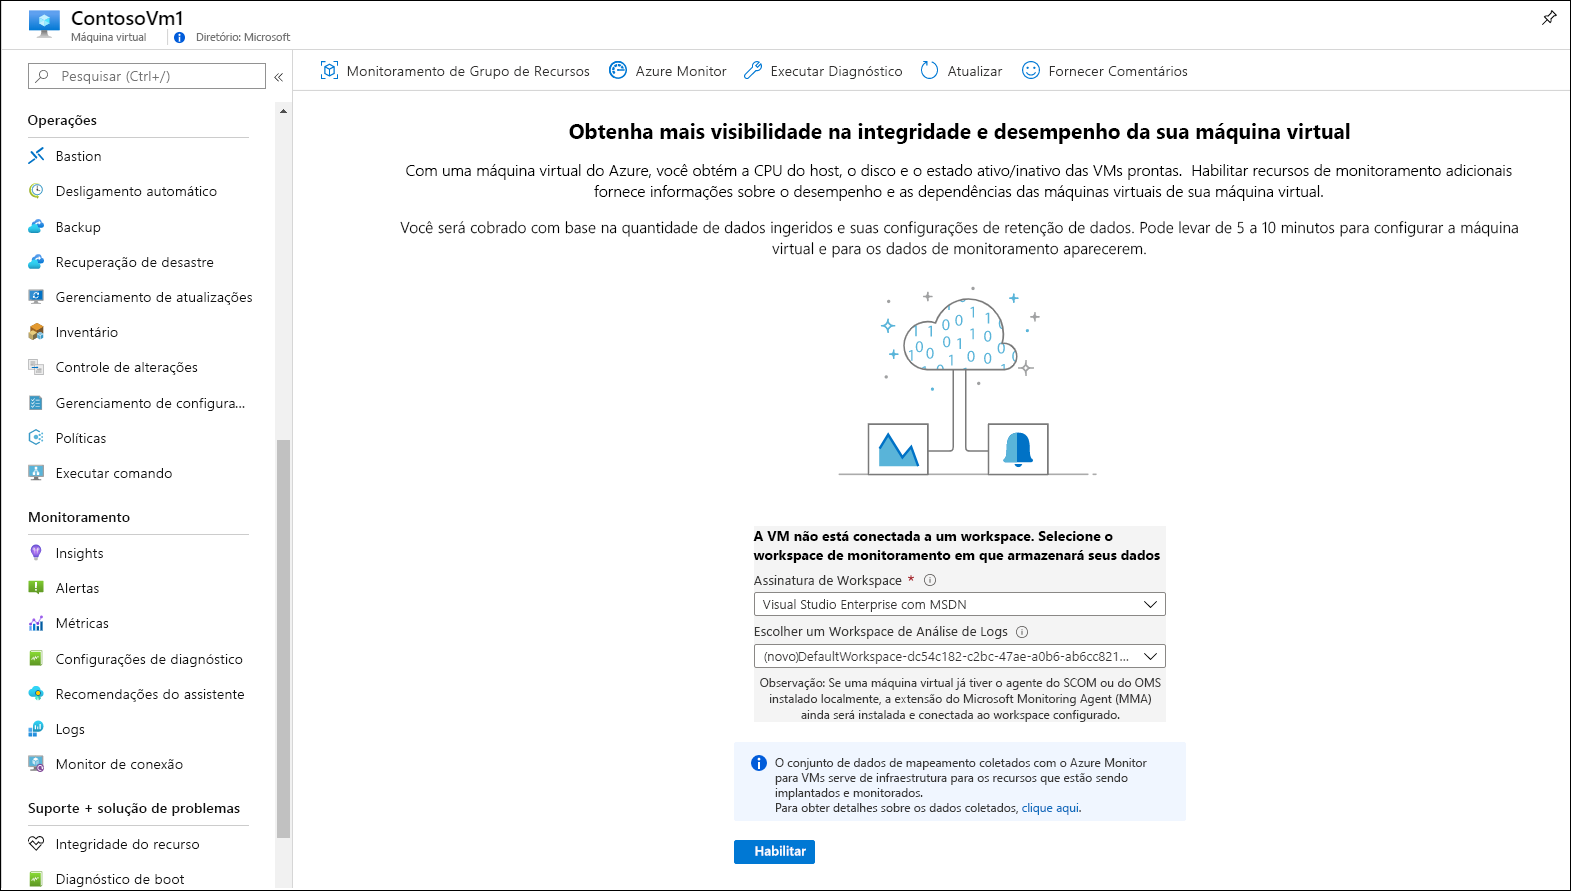 ContosoVm1
Máquina virtual
Diretório: Microsoft
Pesquisar (Ctrl+/)
«
Monitoramento de Grupo de Recursos
Azure Monitor
Executar Diagnóstico
Atualizar
Fornecer Comentários
Operações
Bastion
Desligamento automático
Backup
Recuperação de desastre
Gerenciamento de atualizações
Inventário
Controle de alterações
Gerenciamento de configura...
Políticas
Executar comando
Monitoramento
Insights
Alertas
Métricas
Configurações de diagnóstico
Recomendações do assistente
Logs
Monitor de conexão
Suporte + solução de problemas
Integridade do recurso
Diagnóstico de boot
Obtenha mais visibilidade na integridade e desempenho da sua máquina virtual
Com uma máquina virtual do Azure, você obtém a CPU do host, o disco e o estado ativo/inativo das VMs prontas. Habilitar recursos de monitoramento adicionais
fornece informações sobre o desempenho e as dependências das máquinas virtuais de sua máquina virtual.
Você será cobrado com base na quantidade de dados ingeridos e suas configurações de retenção de dados. Pode levar de 5 a 10 minutos para configurar a máquina
virtual e para os dados de monitoramento aparecerem.
A VM não está conectada a um workspace. Selecione o
workspace de monitoramento em que armazenará seus dados
Assinatura de Workspace *
Visual Studio Enterprise com MSDN
Escolher um Workspace de Análise de Logs
(novo)DefaultWorkspace-dc54c182-c2bc-47ae-a0b6-ab6cc821...
Observação: Se uma máquina virtual já tiver o agente do SCOM ou do OMS
instalado localmente, a extensão do Microsoft Monitoring Agent (MMA)
ainda será instalada e conectada ao workspace configurado.
O conjunto de dados de mapeamento coletados com o Azure Monitor
para VMs serve de infraestrutura para os recursos que estão sendo
implantados e monitorados.
Para obter detalhes sobre os dados coletados, clique aqui.
Habilitar